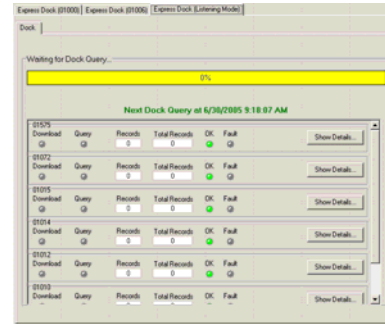 Express Dock (01000) Express Dock (01006) Express Dock (Listening Mode)
Dock
Waiting for Dock Query...
0%
Next Dock Query at 6/30/2005 9:18:07 AM
01575
Download Query Records Total Records OK Fault
0 0 Show Details...
01072
Download Query Records Total Records OK Fault
0 0 Show Details...
01015
Download Query Records Total Records OK Fault
0 0 Show Details...
01014
Download Query Records Total Records OK Fault
0 0 Show Details...
01012
Download Query Records Total Records OK Fault
0 0 Show Details...
01010
Download Query Records Total Records OK Fault
0 0 Show Details...